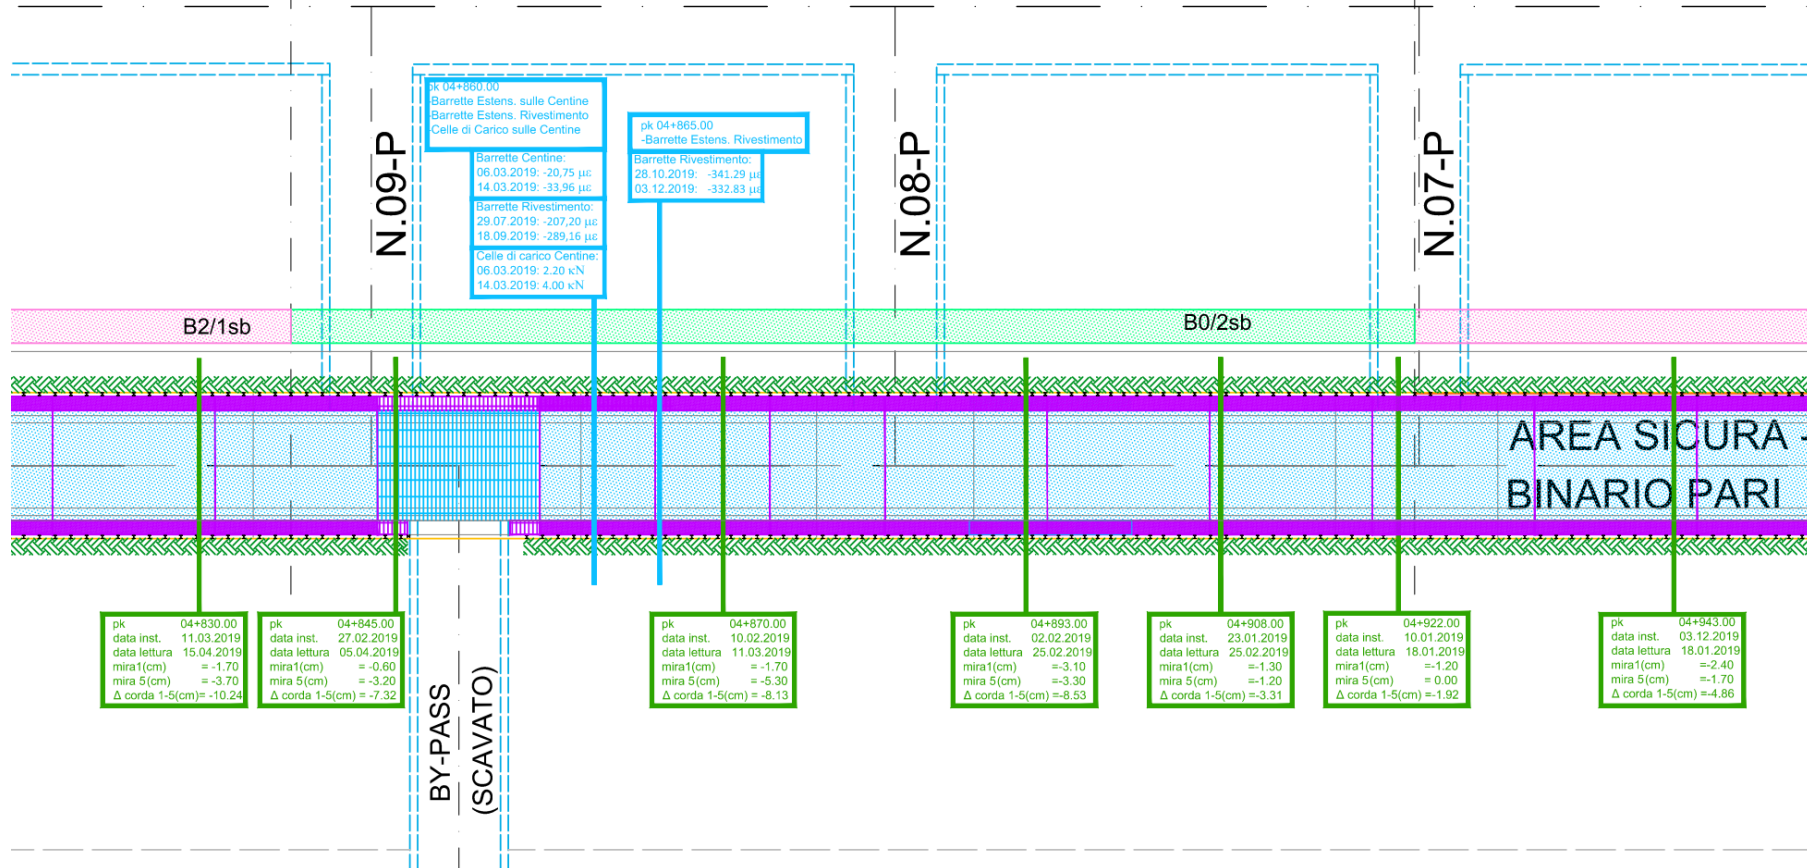 pk 04+860.00
-Barrette Estens. sulle Centine
-Barrette Estens. Rivestimento
-Celle di Carico sulle Centine
Barrette Centine:
06.03.2019: -20,75 με
14.03.2019: -33,96 με
Barrette Rivestimento:
29.07.2019: -207,20 με
18.09.2019: -289,16 με
Celle di carico Centine:
06.03.2019: 2.20 κN
14.03.2019: 4.00 κN
pk 04+865.00
-Barrette Estens. Rivestimento
Barrette Rivestimento:
28.10.2019: -341.29 με
03.12.2019: -332.83 με
N.09-P
N.08-P
N.07-P
B2/1sb
B0/2sb
AREA SICURA -
BINARIO PARI
pk 04+830.00
data inst. 11.03.2019
data lettura 15.04.2019
mira1(cm) = -1.70
mira 5(cm) = -3.70
Δ corda 1-5(cm)= -10.24
pk 04+845.00
data inst. 27.02.2019
data lettura 05.04.2019
mira1(cm) = -0.60
mira 5(cm) = -3.20
Δ corda 1-5(cm) = -7.32
pk 04+870.00
data inst. 10.02.2019
data lettura 11.03.2019
mira1(cm) = -1.70
mira 5(cm) = -5.30
Δ corda 1-5(cm) = -8.13
pk 04+893.00
data inst. 02.02.2019
data lettura 25.02.2019
mira1(cm) =-3.10
mira 5(cm) =-3.30
Δ corda 1-5(cm) =-8.53
pk 04+908.00
data inst. 23.01.2019
data lettura 25.02.2019
mira1(cm) =-1.30
mira 5(cm) =-1.20
Δ corda 1-5(cm) =-3.31
pk 04+922.00
data inst. 10.01.2019
data lettura 18.01.2019
mira1(cm) =-1.20
mira 5(cm) = 0.00
Δ corda 1-5(cm) =-1.92
pk 04+943.00
data inst. 03.12.2019
data lettura 18.01.2019
mira1(cm) =-2.40
mira 5(cm) =-1.70
Δ corda 1-5(cm) =-4.86
BY-PASS
(SCAVATO)